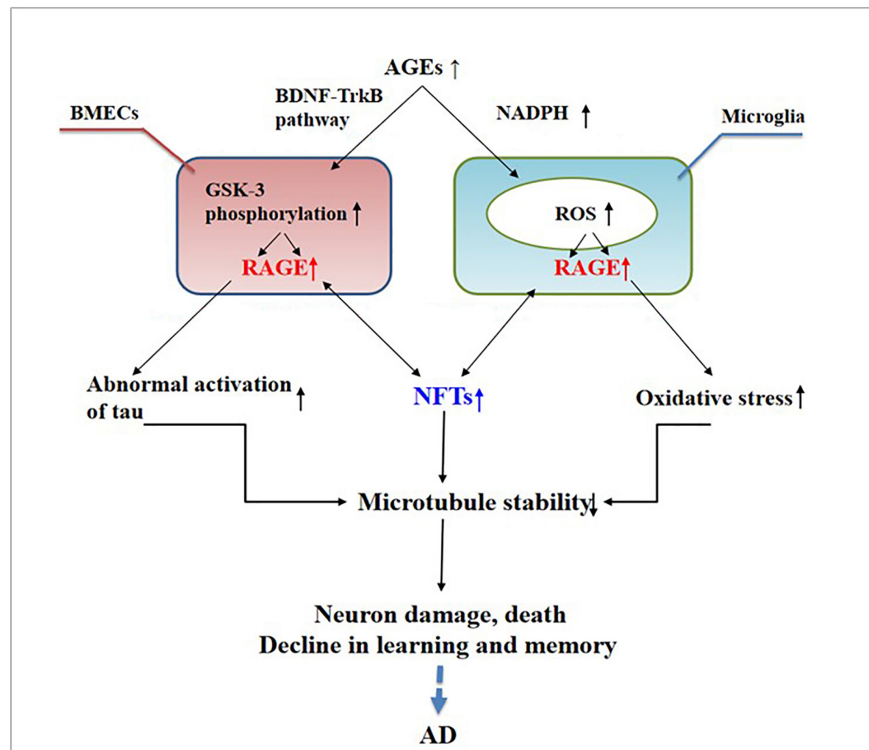 AGEs ↑
BDNF-TrkB
pathway
NADPH ↑
BMECs
Microglia
GSK-3
phosphorylation ↑
RAGE↑
ROS ↑
RAGE↑
Abnormal activation ↑
of tau
NFTs↑
Oxidative stress↑
Microtubule stability↓
Neuron damage, death
Decline in learning and memory
AD